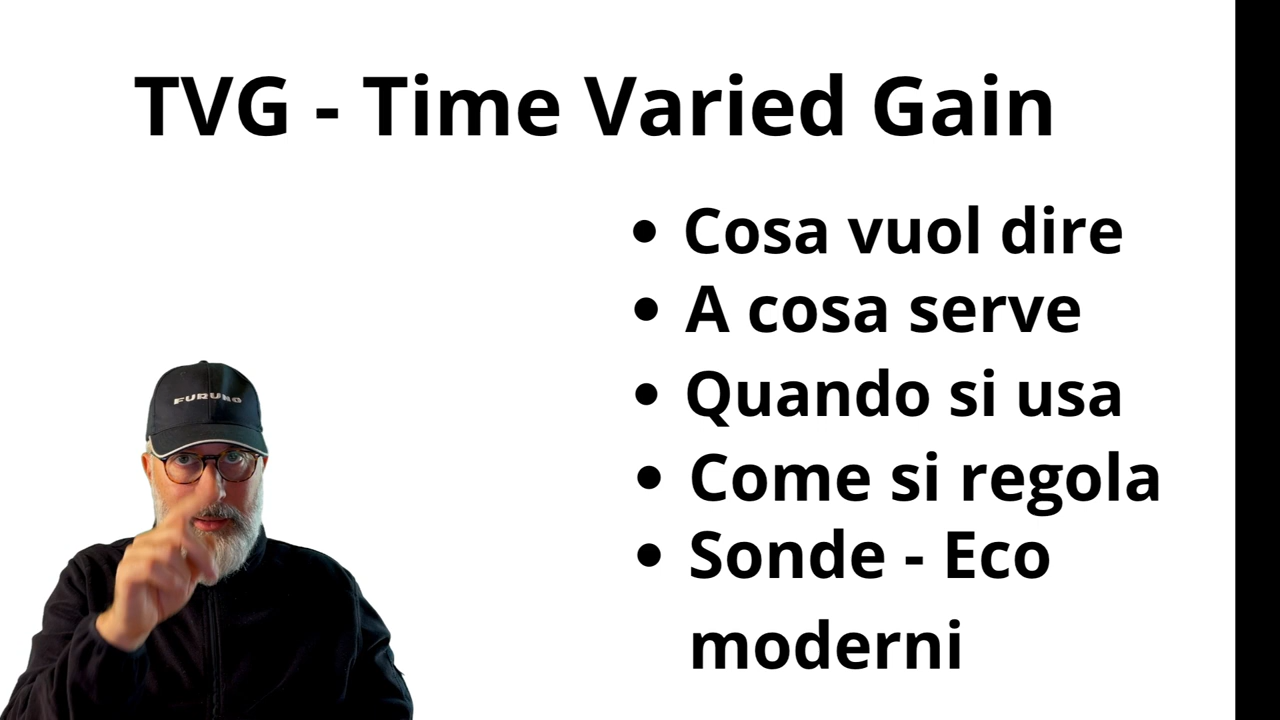 TVG - Time Varied Gain
• Cosa vuol dire
• A cosa serve
• Quando si usa
• Come si regola
• Sonde - Eco
moderni
FURUNO